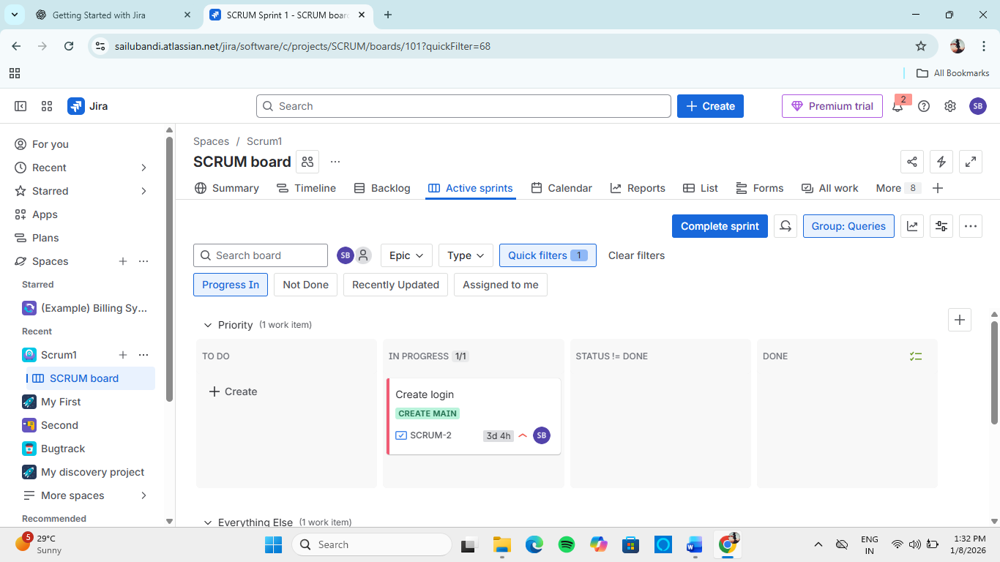 Getting Started with Jira
SCRUM Sprint 1 - SCRUM board
sailubandi.atlassian.net/jira/software/c/projects/SCRUM/boards/101?quickFilter=68
All Bookmarks
Jira
Search
Create
Premium trial
2
SB
For you
Recent
Starred
Apps
Plans
Spaces
Starred
(Example) Billing Sy...
Recent
Scrum1
SCRUM board
My First
Second
Bugtrack
My discovery project
More spaces
Recommended
Spaces / Scrum1
SCRUM board
Summary
Timeline
Backlog
Active sprints
Calendar
Reports
List
Forms
All work
More 8
Complete sprint
Group: Queries
Search board
SB
Epic
Type
Quick filters 1
Clear filters
Progress In
Not Done
Recently Updated
Assigned to me
Priority (1 work item)
TO DO
IN PROGRESS 1/1
STATUS != DONE
DONE
Create
Create login
CREATE MAIN
SCRUM-2
3d 4h
SB
Everything Else (1 work item)
5
29°C
Sunny
Search
ENG
IN
1:32 PM
1/8/2026